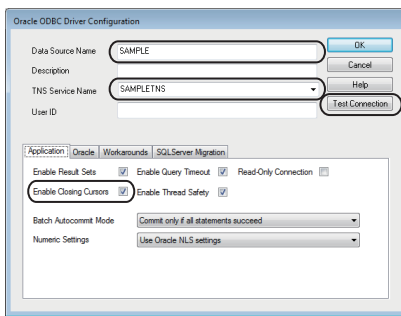 Oracle ODBC Driver Configuration
Data Source Name SAMPLE OK
Description Cancel
TNS Service Name SAMPLETNS Help
User ID Test Connection
Application Oracle Workarounds SQLServer Migration
Enable Result Sets Enable Query Timeout Read-Only Connection
Enable Closing Cursors Enable Thread Safety
Batch Autocommit Mode Commit only if all statements succeed
Numeric Settings Use Oracle NLS settings